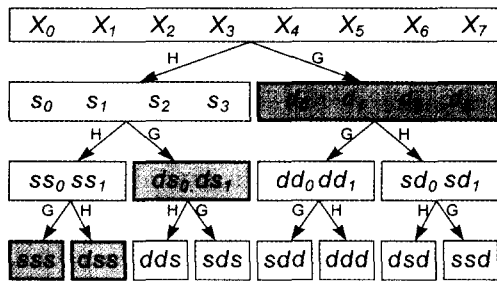 X₀ X₁ X₂ X₃ X₄ X₅ X₆ X₇
H G
s₀ s₁ s₂ s₃
H G G H
ss₀ ss₁ ds₀ ds₁ dd₀ dd₁ sd₀ sd₁
G H H G G H H G
sss dss dds sds sdd ddd dsd ssd